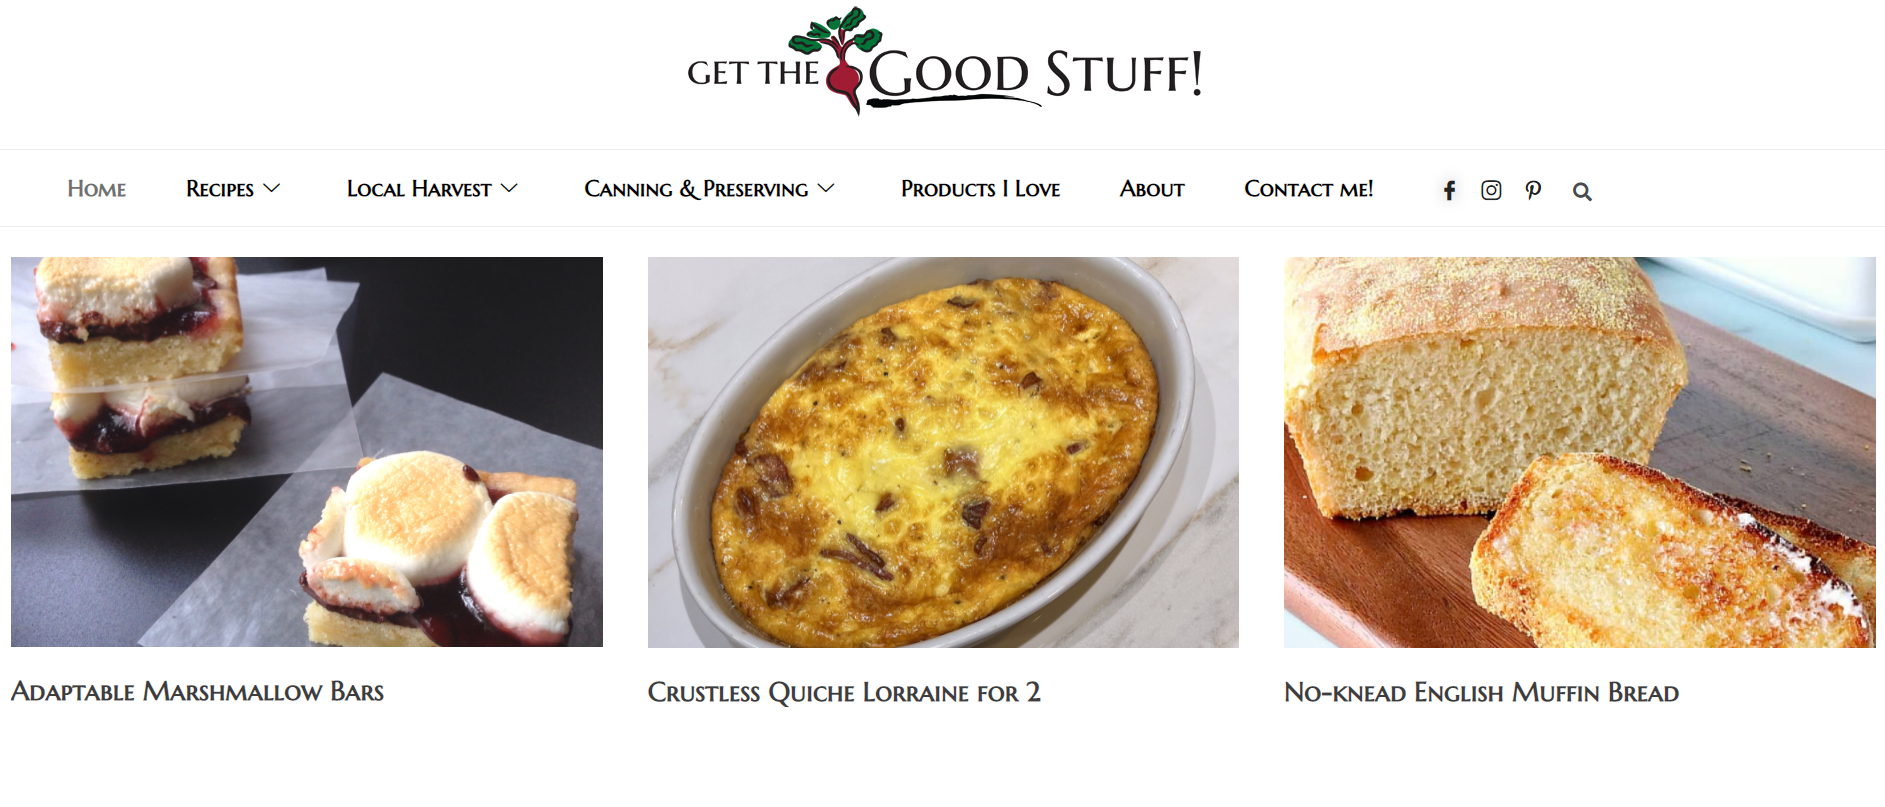 GET THE GOOD STUFF!
HOME RECIPES LOCAL HARVEST CANNING & PRESERVING PRODUCTS I LOVE ABOUT CONTACT ME!
ADAPTABLE MARSHMALLOW BARS
CRUSTLESS QUICHE LORRAINE FOR 2
NO-KNEAD ENGLISH MUFFIN BREAD